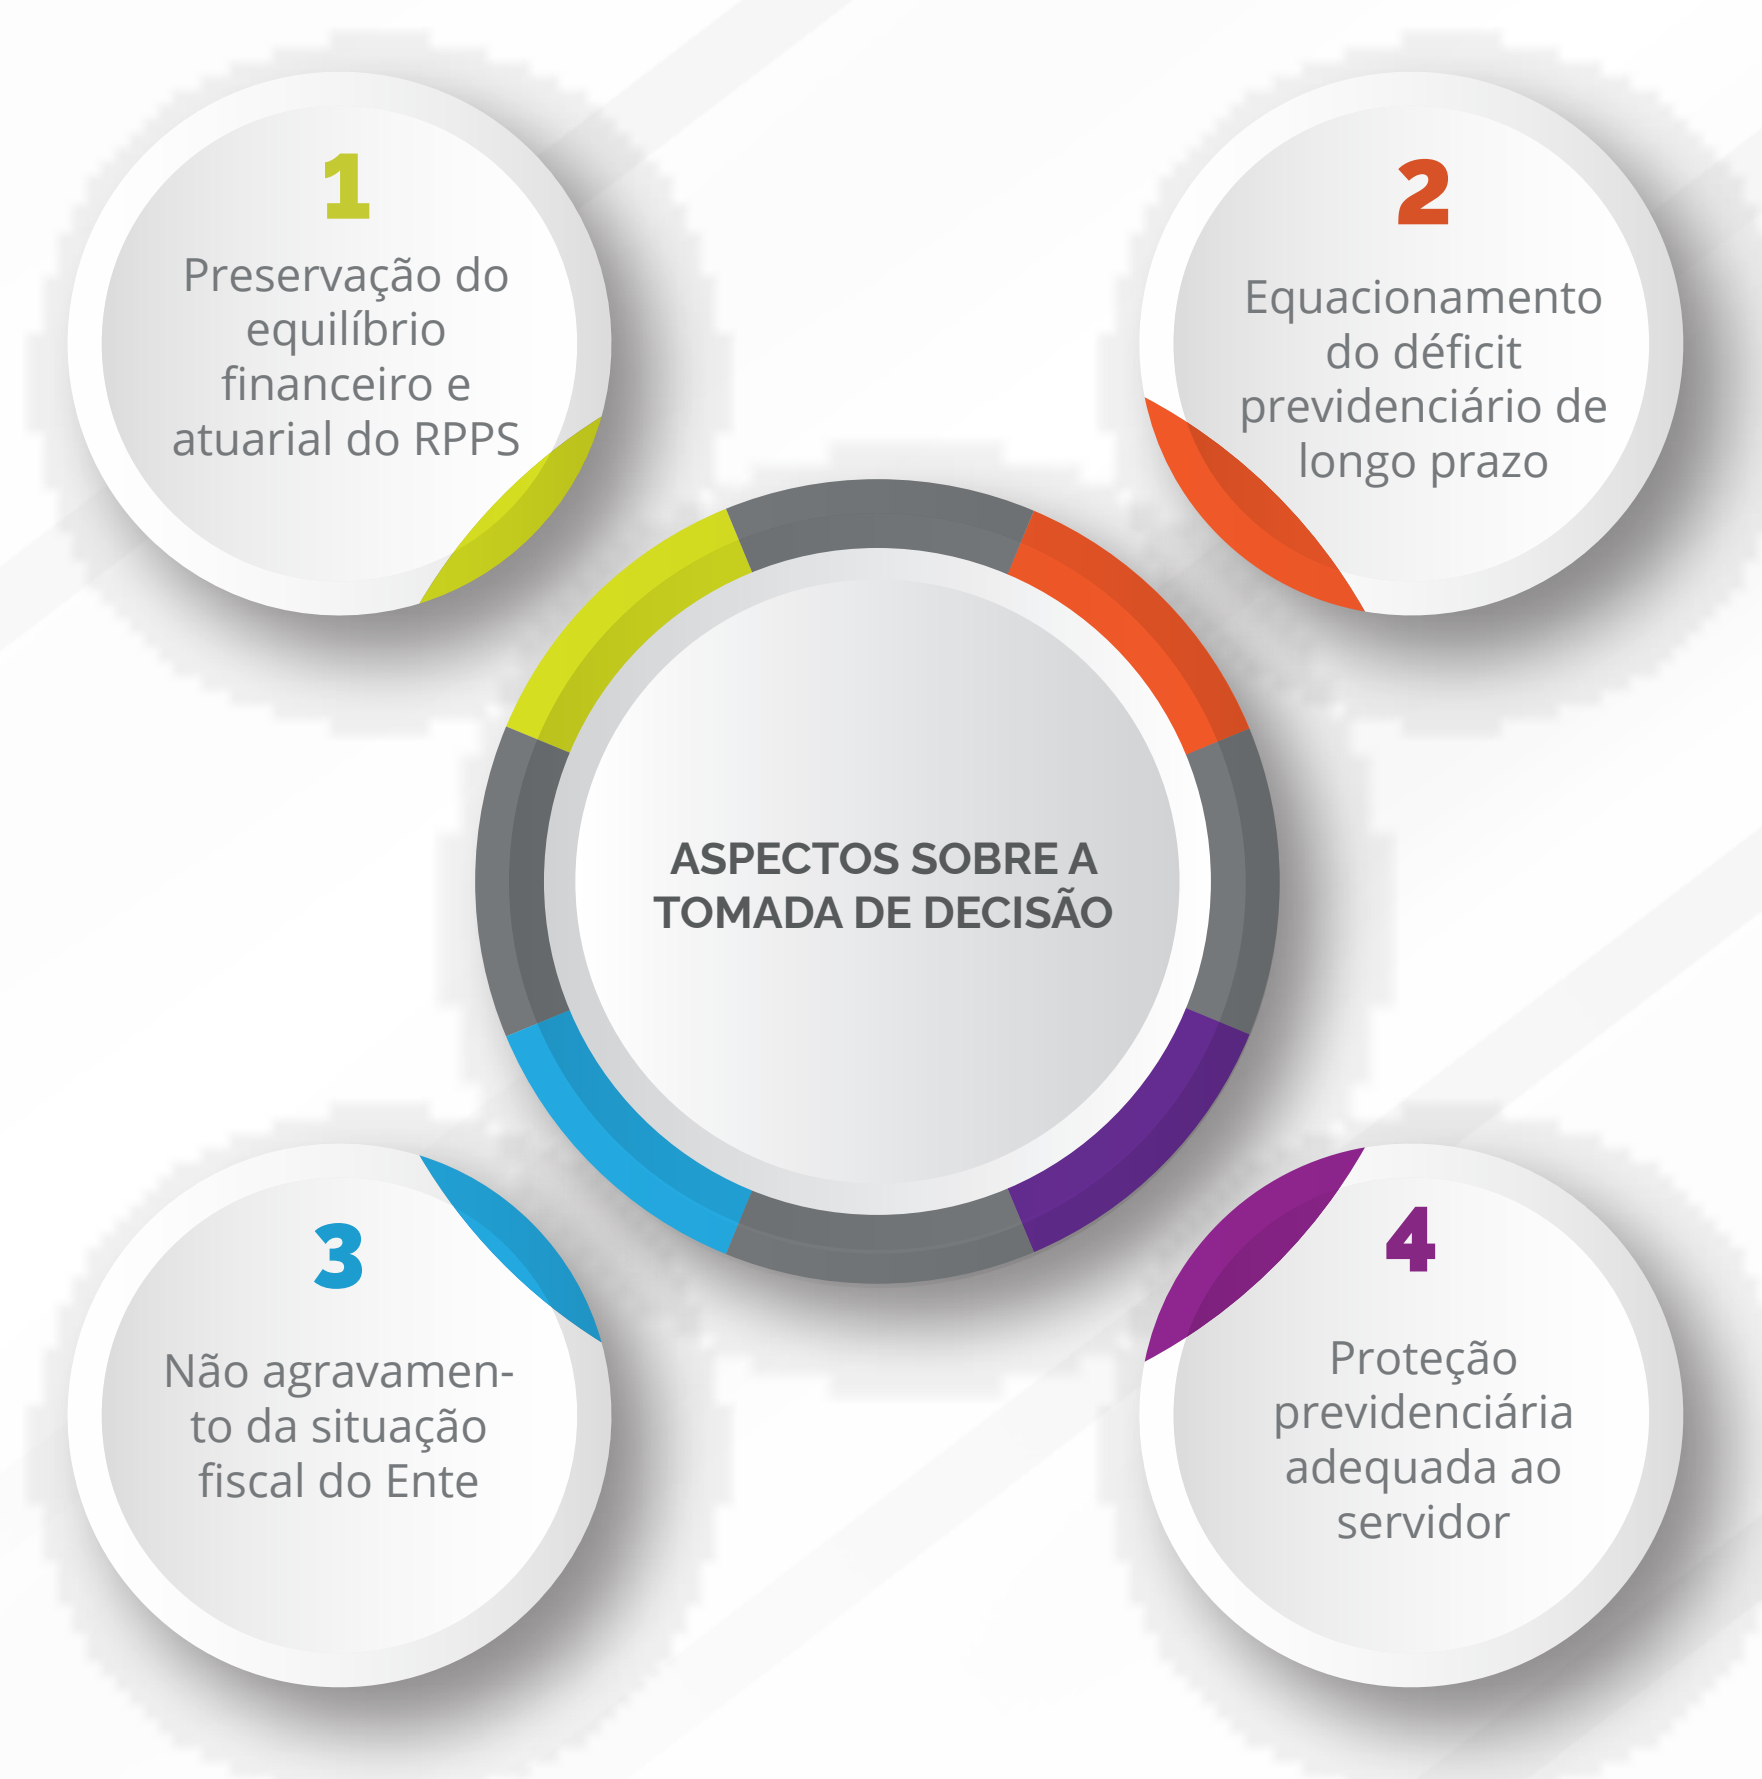 1
Preservação do
equilíbrio
financeiro e
atuarial do RPPS
2
Equacionamento
do déficit
previdenciário de
longo prazo
ASPECTOS SOBRE A
TOMADA DE DECISÃO
3
Não agravamen-
to da situação
fiscal do Ente
4
Proteção
previdenciária
adequada ao
servidor